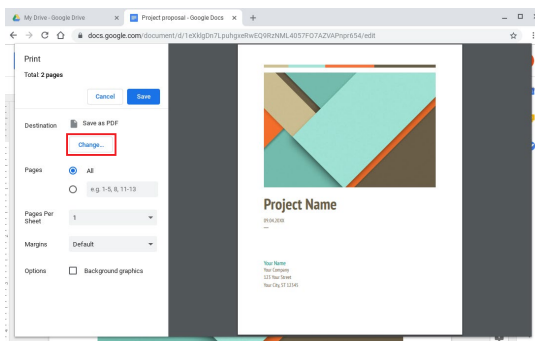 My Drive - Google Drive
Project proposal - Google Docs
docs.google.com/document/d/1eXklgDn7LpuhgxeRwEQ9RzNML4057FO7AZVAPnpr654/edit
Print
Total: 2 pages
Cancel
Save
Destination
Save as PDF
Change...
Pages
All
e.g. 1-5, 8, 11-13
Pages Per
Sheet
1
Margins
Default
Options
Background graphics
Project Name
09.04.20XX
Your Name
Your Company
123 Your Street
Your City, ST 12345